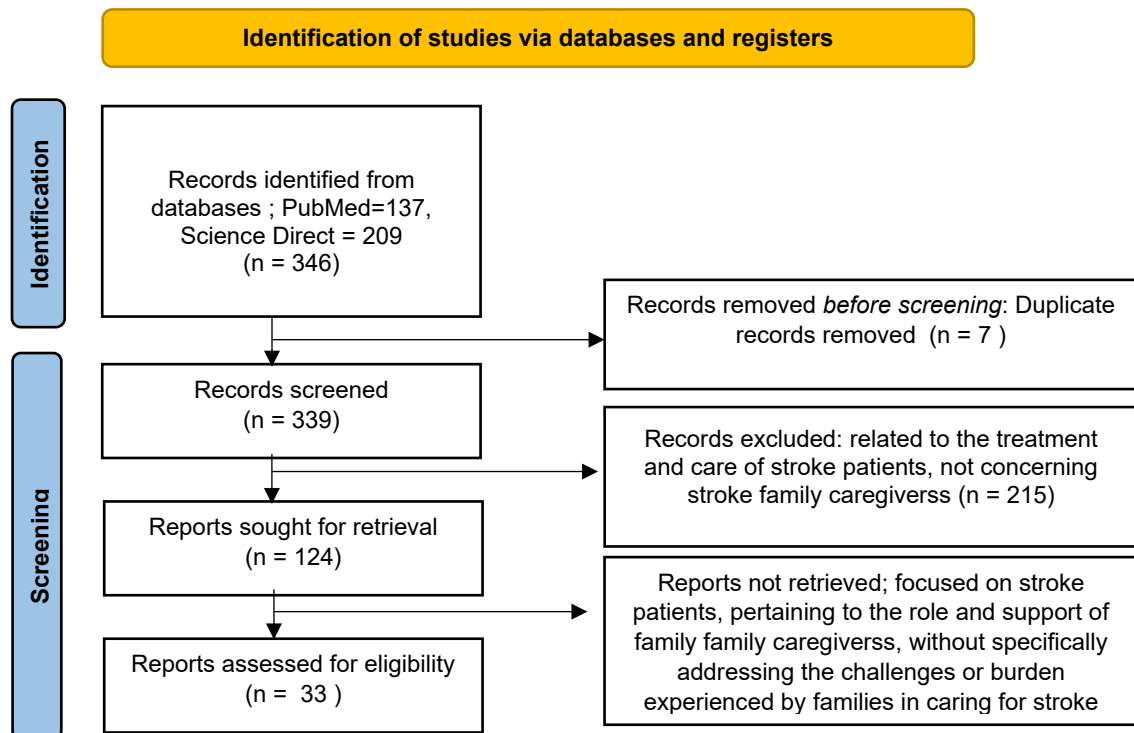 Identification of studies via databases and registers
Identification
Records identified from
databases ; PubMed=137,
Science Direct = 209
(n = 346)
Records removed before screening: Duplicate
records removed (n = 7 )
Screening
Records screened
(n = 339)
Records excluded: related to the treatment
and care of stroke patients, not concerning
stroke family caregiverss (n = 215)
Reports sought for retrieval
(n = 124)
Reports not retrieved; focused on stroke
patients, pertaining to the role and support of
family family caregiverss, without specifically
addressing the challenges or burden
experienced by families in caring for stroke
Reports assessed for eligibility
(n = 33 )